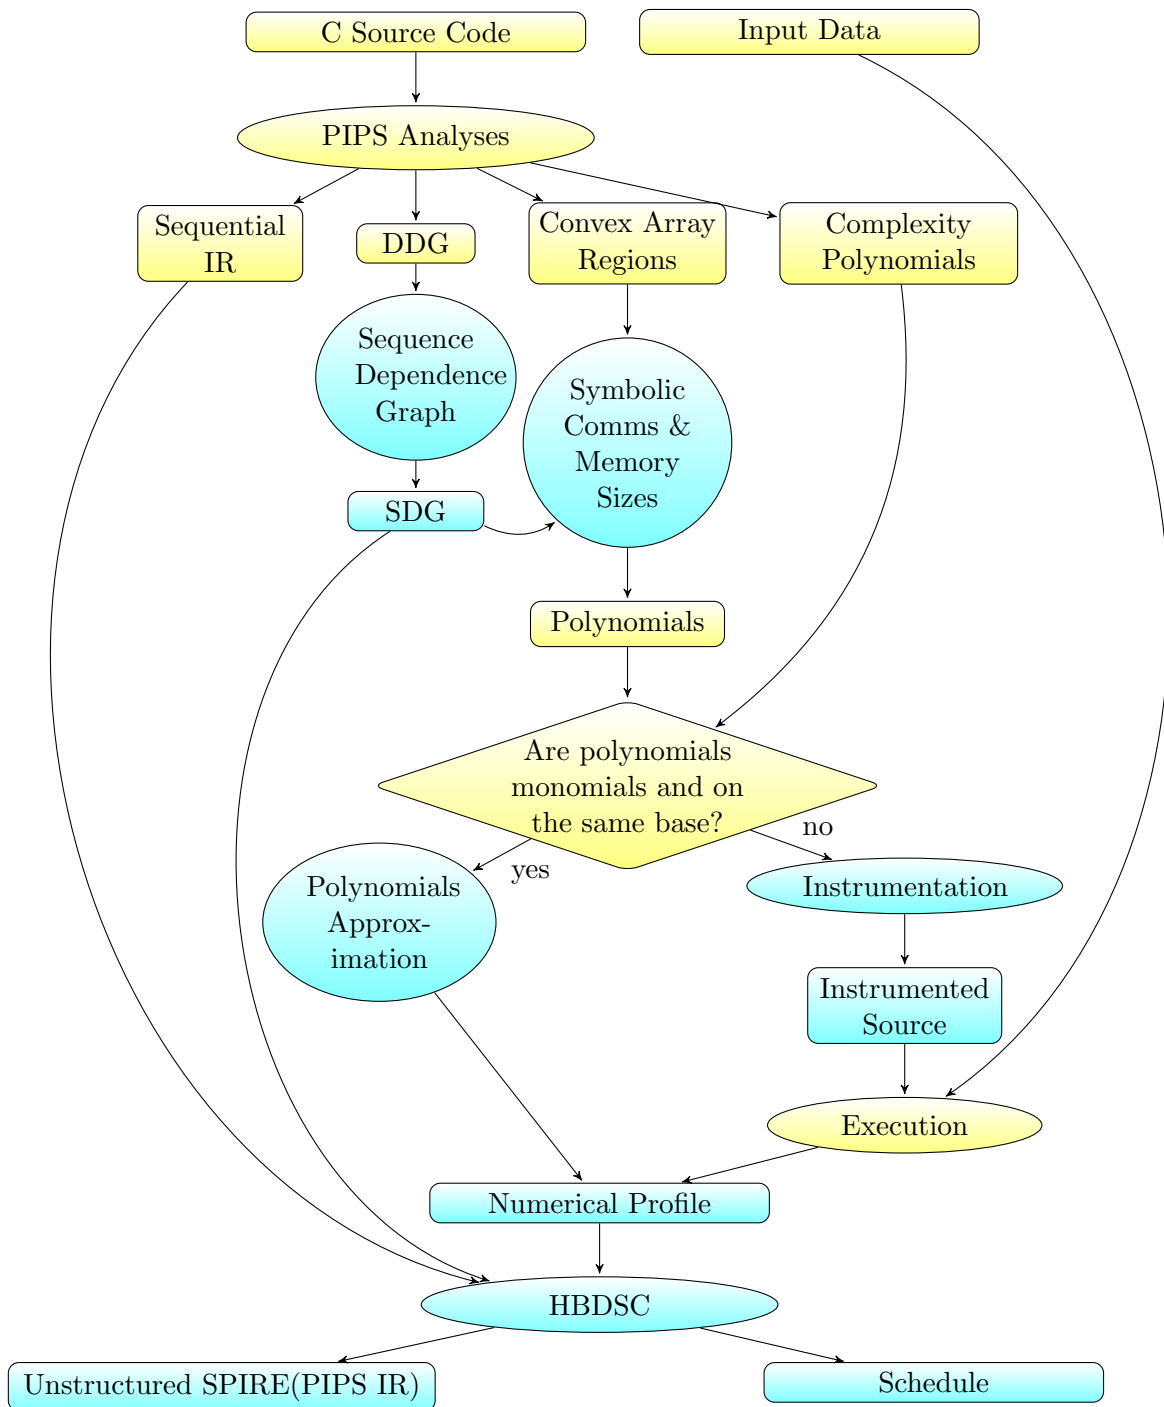 C Source Code
Input Data
PIPS Analyses
Sequential
IR
DDG
Convex Array
Regions
Complexity
Polynomials
Sequence
Dependence
Graph
Symbolic
Comms &
Memory
Sizes
SDG
Polynomials
Are polynomials
monomials and on
the same base?
yes
no
Polynomials
Approx-
imation
Instrumentation
Instrumented
Source
Execution
Numerical Profile
HBDSC
Unstructured SPIRE(PIPS IR)
Schedule